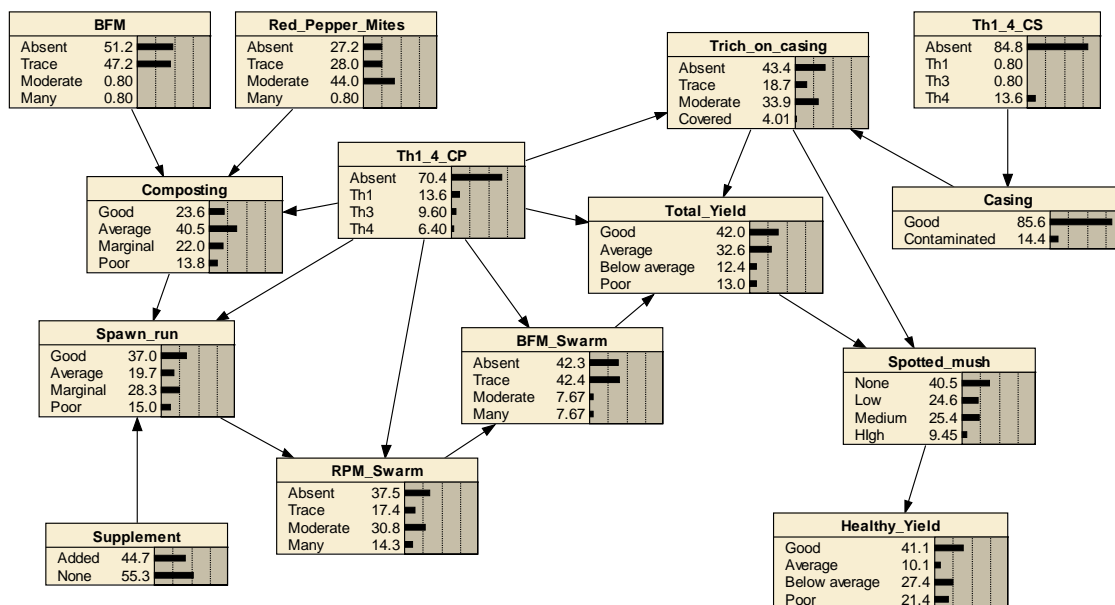 BFM
Absent 51.2
Trace 47.2
Moderate 0.80
Many 0.80
Red_Pepper_Mites
Absent 27.2
Trace 28.0
Moderate 44.0
Many 0.80
Trich_on_casing
Absent 43.4
Trace 18.7
Moderate 33.9
Covered 4.01
Th1_4_CS
Absent 84.8
Th1 0.80
Th3 0.80
Th4 13.6
Th1_4_CP
Absent 70.4
Th1 13.6
Th3 9.60
Th4 6.40
Composting
Good 23.6
Average 40.5
Marginal 22.0
Poor 13.8
Total_Yield
Good 42.0
Average 32.6
Below average 12.4
Poor 13.0
Casing
Good 85.6
Contaminated 14.4
Spawn_run
Good 37.0
Average 19.7
Marginal 28.3
Poor 15.0
BFM_Swarm
Absent 42.3
Trace 42.4
Moderate 7.67
Many 7.67
Spotted_mush
None 40.5
Low 24.6
Medium 25.4
HIgh 9.45
RPM_Swarm
Absent 37.5
Trace 17.4
Moderate 30.8
Many 14.3
Supplement
Added 44.7
None 55.3
Healthy_Yield
Good 41.1
Average 10.1
Below average 27.4
Poor 21.4